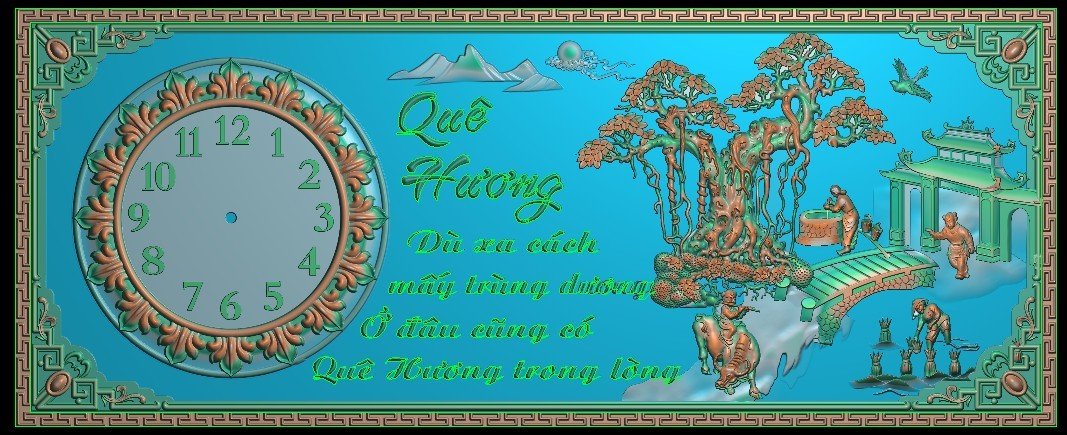 12
1
2
3
4
5
6
7
8
9
10
11
Quê
Hương
Dù xa cách
mấy trùng dương
Ở đâu cũng có
Quê Hương trong lòng